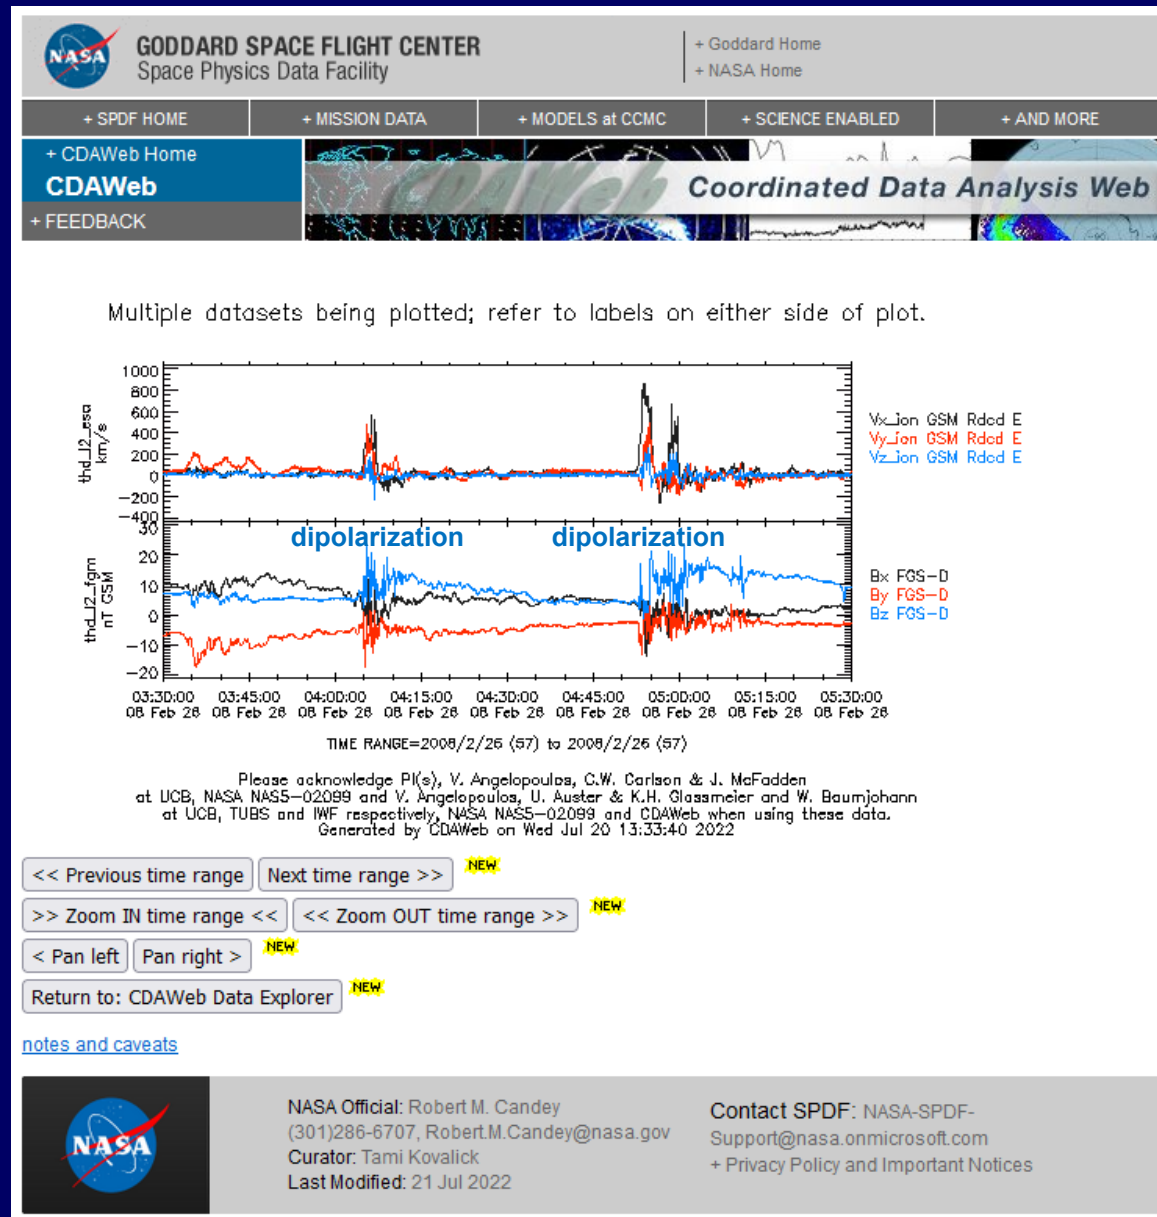 NASA
GODDARD SPACE FLIGHT CENTER
Space Physics Data Facility
+ Goddard Home
+ NASA Home
+ SPDF HOME
+ MISSION DATA
+ MODELS at CCMC
+ SCIENCE ENABLED
+ AND MORE
+ CDAWeb Home
CDAWeb
+ FEEDBACK
CDAWeb
Coordinated Data Analysis Web
Multiple datasets being plotted; refer to labels on either side of plot.
thd_l2_esa
km/s
1000
800
600
400
200
0
−200
−400
Vx_ion GSM Rdcd E
Vy_ion GSM Rdcd E
Vz_ion GSM Rdcd E
dipolarization dipolarization
thd_l2_fgm
nT GSM
30
20
10
0
−10
−20
Bx FGS−D
By FGS−D
Bz FGS−D
03:30:00 03:45:00 04:00:00 04:15:00 04:30:00 04:45:00 05:00:00 05:15:00 05:30:00
08 Feb 26 08 Feb 26 08 Feb 26 08 Feb 26 08 Feb 26 08 Feb 26 08 Feb 26 08 Feb 26 08 Feb 26
TIME RANGE=2008/2/26 (57) to 2008/2/26 (57)
Please acknowledge PI(s), V. Angelopoulos, C.W. Carlson & J. McFadden
at UCB, NASA NAS5−02099 and V. Angelopoulos, U. Auster & K.H. Glassmeier and W. Baumjohann
at UCB, TUBS and IWF respectively, NASA NAS5−02099 and CDAWeb when using these data.
Generated by CDAWeb on Wed Jul 20 13:33:40 2022
<< Previous time range
Next time range >>
NEW
>> Zoom IN time range <<
<< Zoom OUT time range >>
NEW
< Pan left
Pan right >
NEW
Return to: CDAWeb Data Explorer
NEW
notes and caveats
NASA
NASA Official: Robert M. Candey
(301)286-6707, Robert.M.Candey@nasa.gov
Curator: Tami Kovalick
Last Modified: 21 Jul 2022
Contact SPDF: NASA-SPDF-
Support@nasa.onmicrosoft.com
+ Privacy Policy and Important Notices